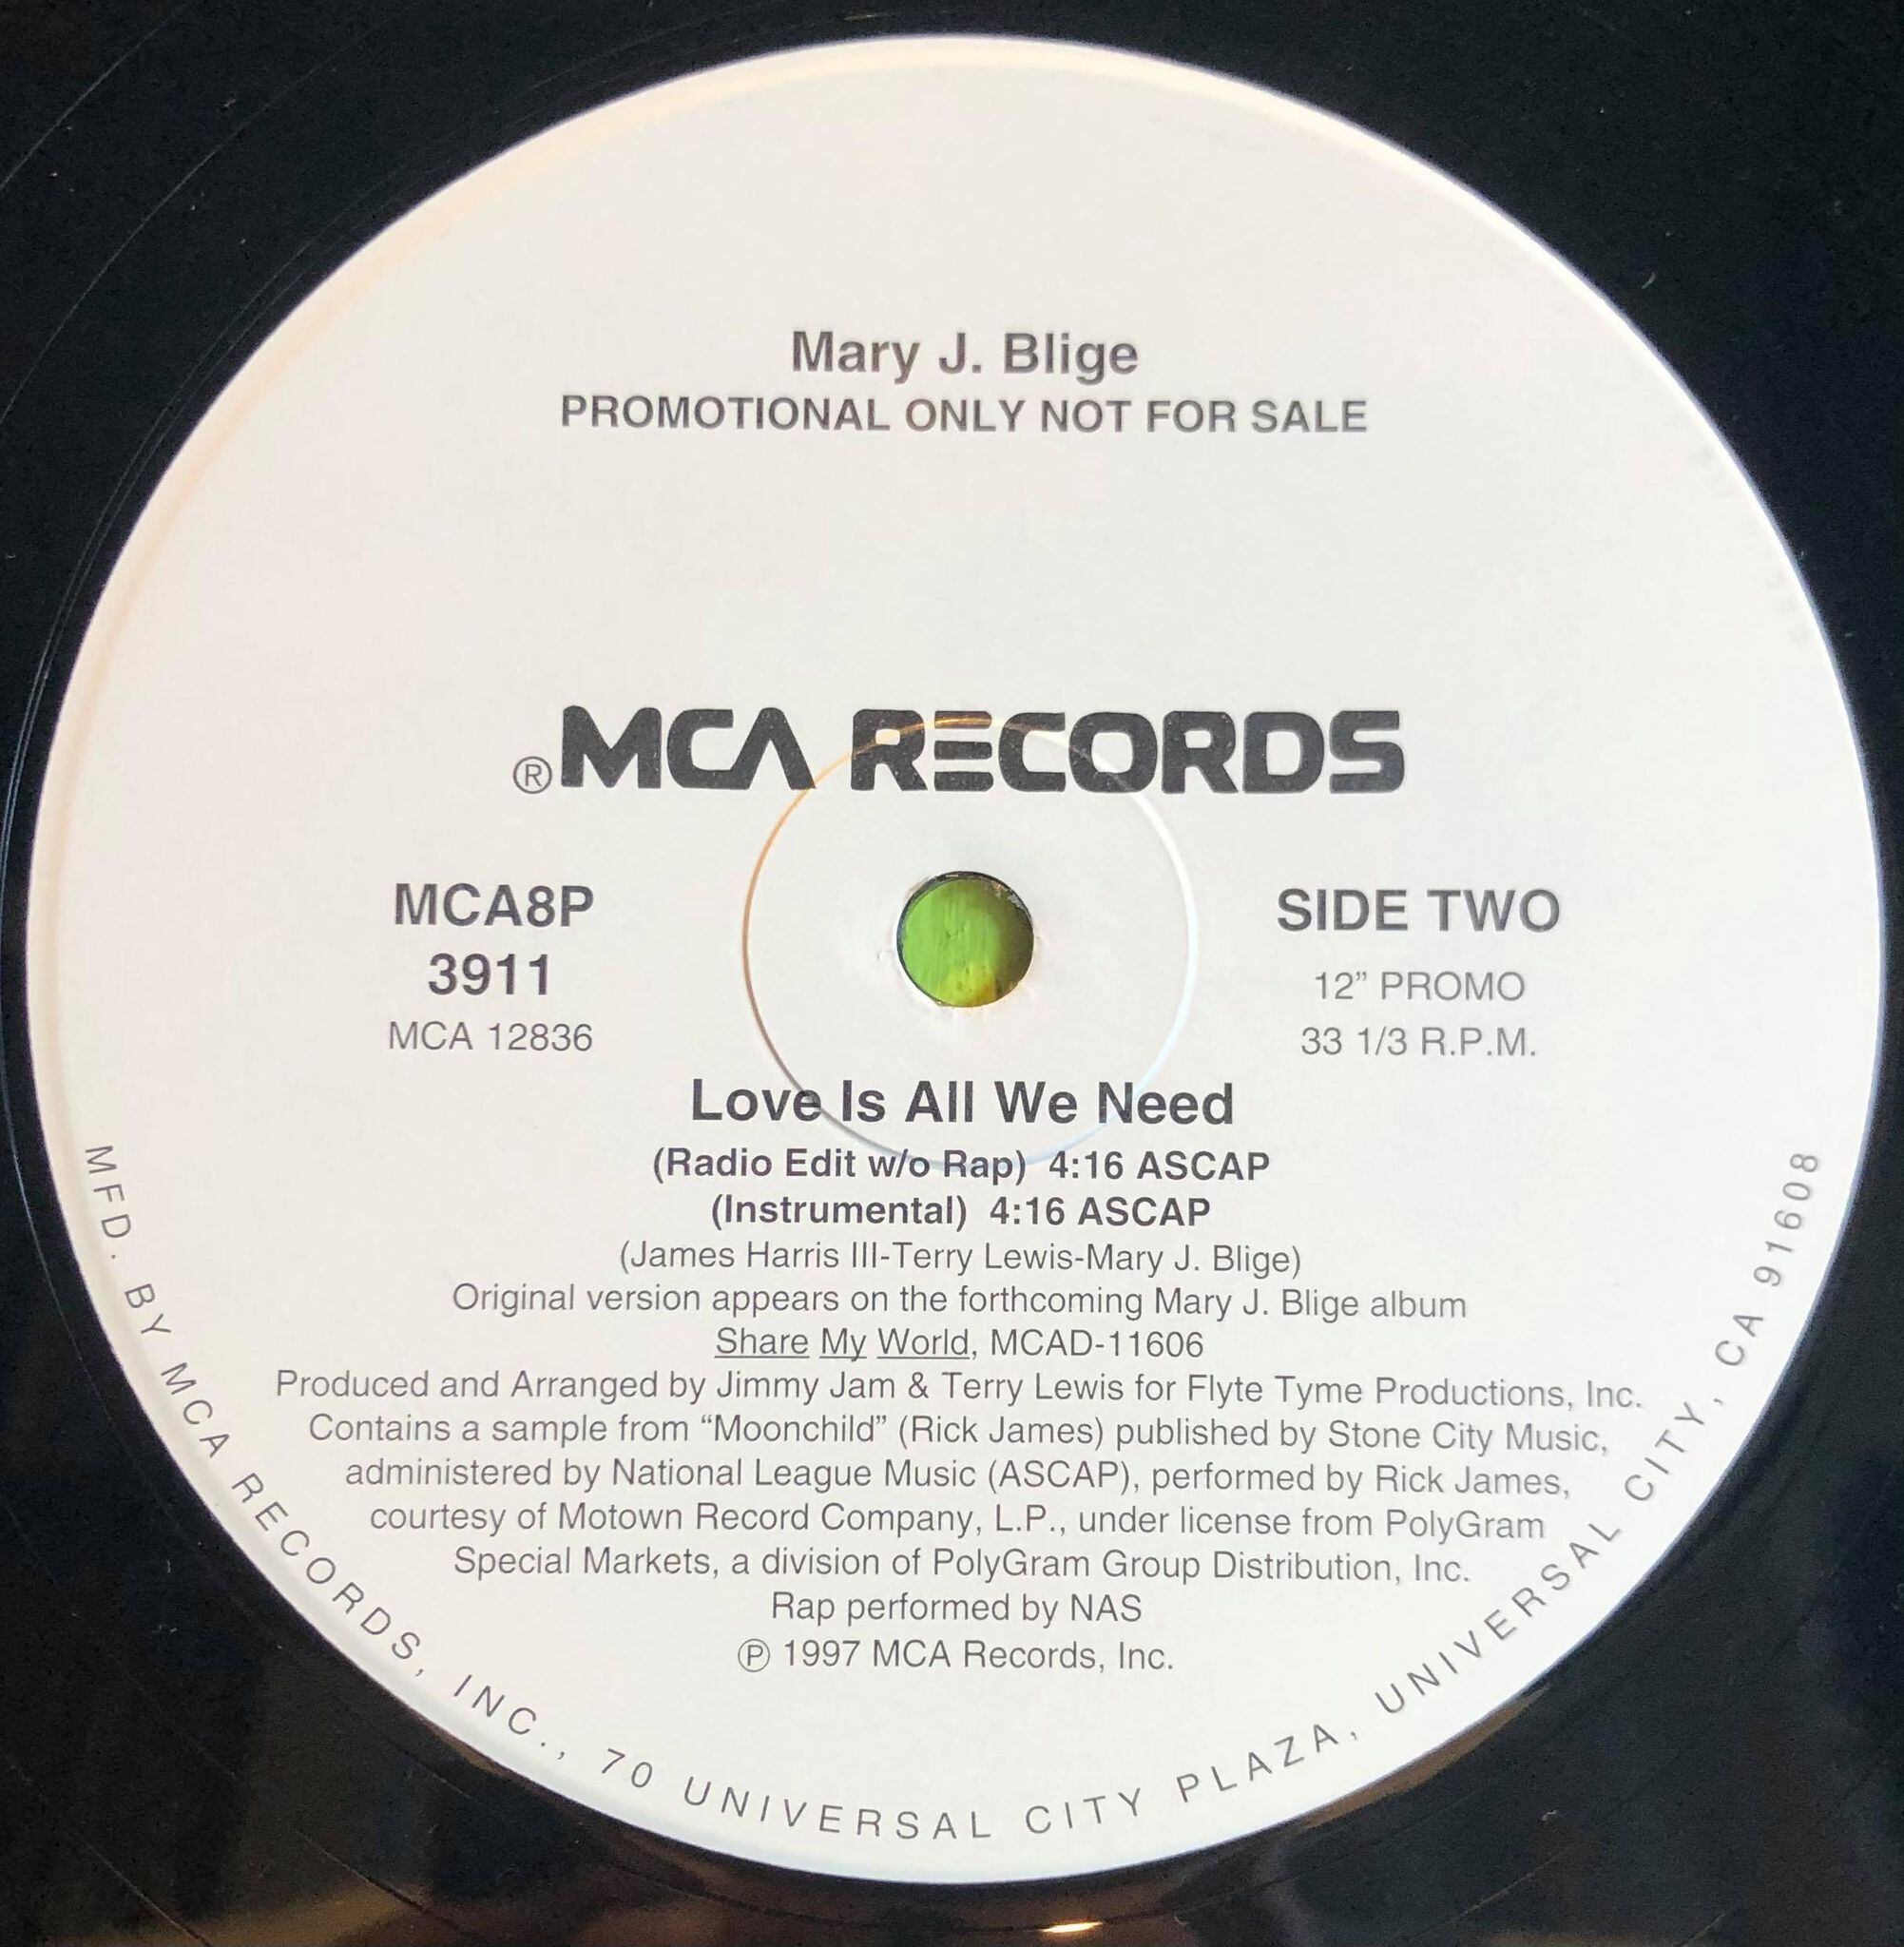 Mary J. Blige
PROMOTIONAL ONLY NOT FOR SALE
®MCA RECORDS
MCA8P
3911
MCA 12836
SIDE TWO
12” PROMO
33 1/3 R.P.M.
Love Is All We Need
(Radio Edit w/o Rap) 4:16 ASCAP
(Instrumental) 4:16 ASCAP
(James Harris III-Terry Lewis-Mary J. Blige)
Original version appears on the forthcoming Mary J. Blige album
Share My World, MCAD-11606
Produced and Arranged by Jimmy Jam & Terry Lewis for Flyte Tyme Productions, Inc.
Contains a sample from “Moonchild” (Rick James) published by Stone City Music,
administered by National League Music (ASCAP), performed by Rick James,
courtesy of Motown Record Company, L.P., under license from PolyGram
Special Markets, a division of PolyGram Group Distribution, Inc.
Rap performed by NAS
℗ 1997 MCA Records, Inc.
MFD. BY MCA RECORDS, INC., 70 UNIVERSAL CITY PLAZA, UNIVERSAL CITY, CA 91608